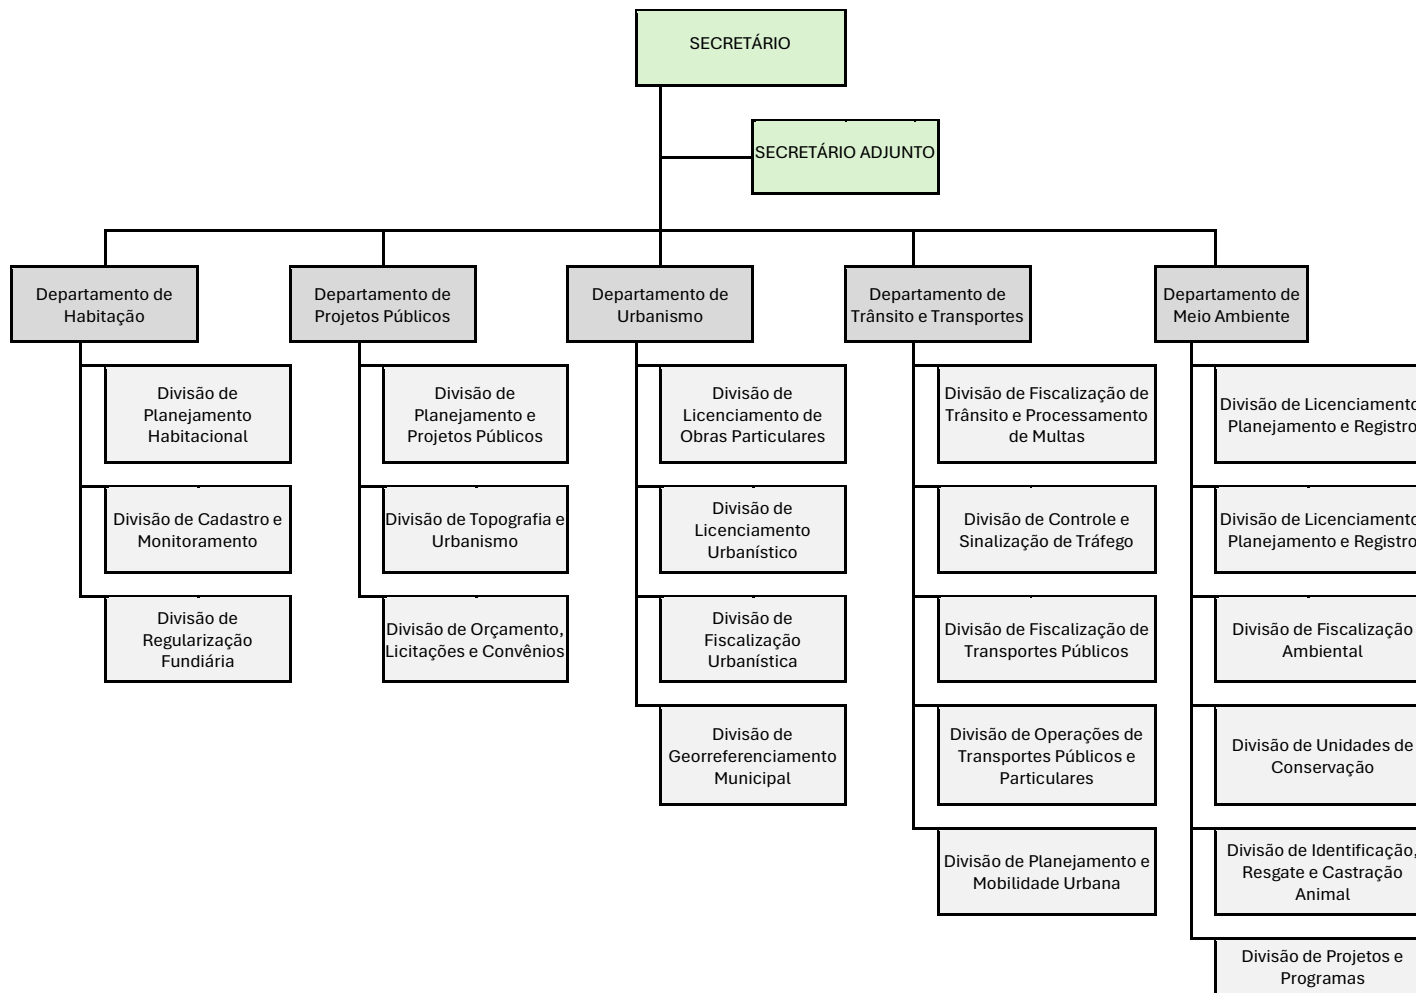 SECRETÁRIO
SECRETÁRIO ADJUNTO
Departamento de
Habitação
Departamento de
Projetos Públicos
Departamento de
Urbanismo
Departamento de
Trânsito e Transportes
Departamento de
Meio Ambiente
Divisão de
Planejamento
Habitacional
Divisão de
Planejamento e
Projetos Públicos
Divisão de
Licenciamento de
Obras Particulares
Divisão de Fiscalização de
Trânsito e Processamento
de Multas
Divisão de Licenciamento
Planejamento e Registro
Divisão de Cadastro e
Monitoramento
Divisão de Topografia e
Urbanismo
Divisão de
Licenciamento
Urbanístico
Divisão de Controle e
Sinalização de Tráfego
Divisão de Licenciamento
Planejamento e Registro
Divisão de
Regularização
Fundiária
Divisão de Orçamento,
Licitações e Convênios
Divisão de
Fiscalização
Urbanística
Divisão de Fiscalização de
Transportes Públicos
Divisão de Fiscalização
Ambiental
Divisão de
Georreferenciamento
Municipal
Divisão de Operações de
Transportes Públicos e
Particulares
Divisão de Unidades de
Conservação
Divisão de Planejamento e
Mobilidade Urbana
Divisão de Identificação,
Resgate e Castração
Animal
Divisão de Projetos e
Programas